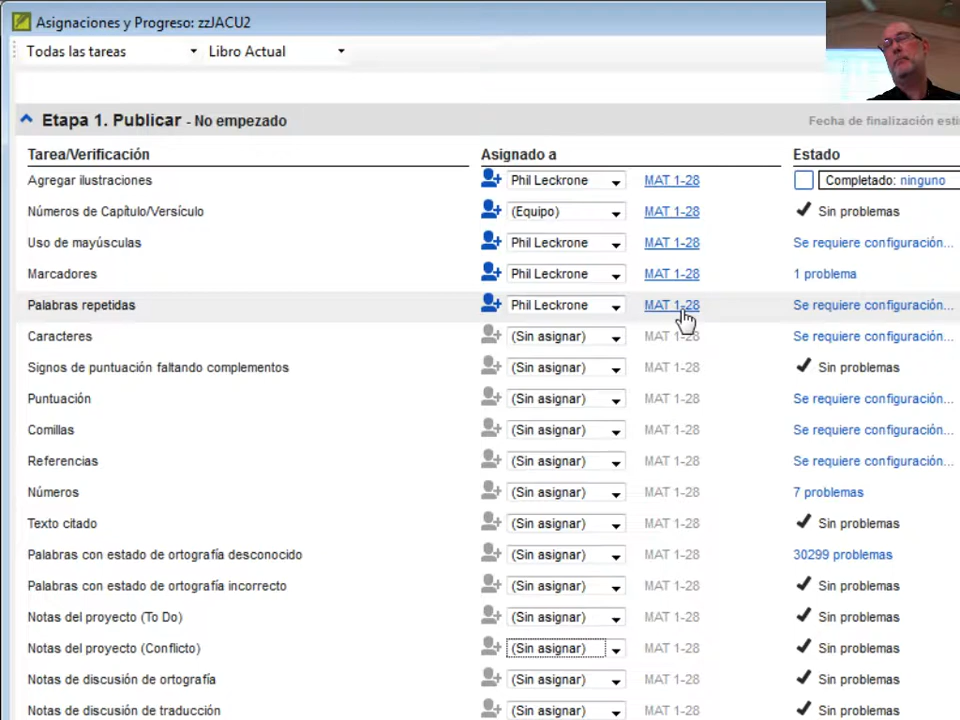 Asignaciones y Progreso: zzJACU2
Todas las tareas Libro Actual
Etapa 1. Publicar - No empezado Fecha de finalización esti
Tarea/Verificación Asignado a Estado
Agregar ilustraciones Phil Leckrone MAT 1-28 Completado: ninguno
Números de Capítulo/Versículo (Equipo) MAT 1-28 Sin problemas
Uso de mayúsculas Phil Leckrone MAT 1-28 Se requiere configuración...
Marcadores Phil Leckrone MAT 1-28 1 problema
Palabras repetidas Phil Leckrone MAT 1-28 Se requiere configuración...
Caracteres (Sin asignar) MAT 1-28 Se requiere configuración...
Signos de puntuación faltando complementos (Sin asignar) MAT 1-28 Sin problemas
Puntuación (Sin asignar) MAT 1-28 Se requiere configuración...
Comillas (Sin asignar) MAT 1-28 Se requiere configuración...
Referencias (Sin asignar) MAT 1-28 Se requiere configuración...
Números (Sin asignar) MAT 1-28 7 problemas
Texto citado (Sin asignar) MAT 1-28 Sin problemas
Palabras con estado de ortografía desconocido (Sin asignar) MAT 1-28 30299 problemas
Palabras con estado de ortografía incorrecto (Sin asignar) MAT 1-28 Sin problemas
Notas del proyecto (To Do) (Sin asignar) MAT 1-28 Sin problemas
Notas del proyecto (Conflicto) (Sin asignar) MAT 1-28 Sin problemas
Notas de discusión de ortografía (Sin asignar) MAT 1-28 Sin problemas
Notas de discusión de traducción (Sin asignar) MAT 1-28 Sin problemas